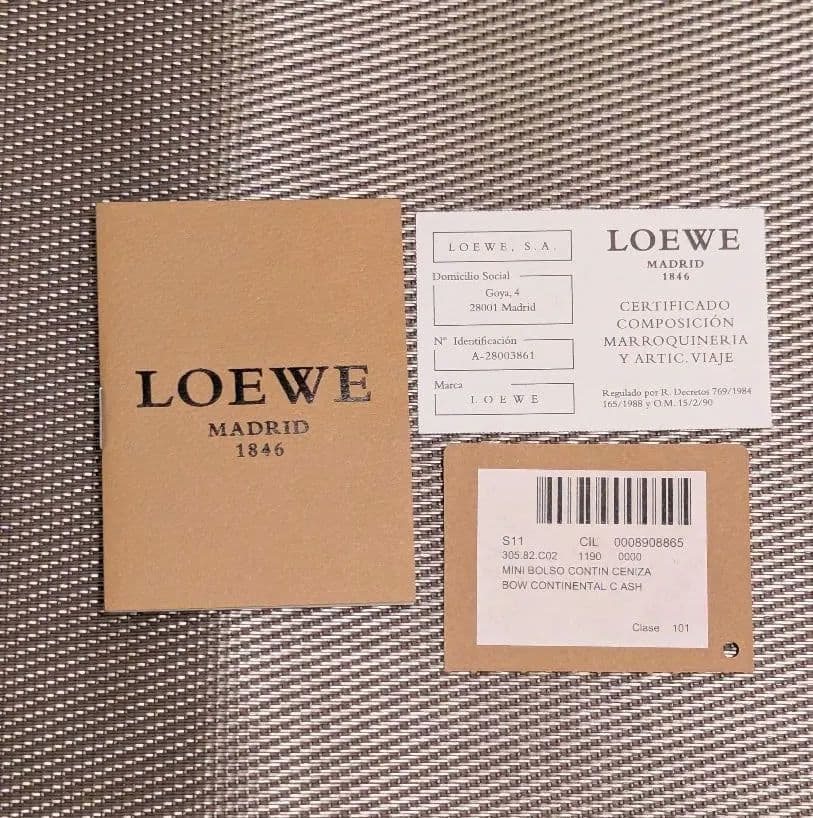 LOEWE
MADRID
1846
LOEWE, S.A.
Domicilio Social
Goya, 4
28001 Madrid
Nº Identificación
A-28003861
Marca
LOEWE
LOEWE
MADRID
1846
CERTIFICADO
COMPOSICIÓN
MARROQUINERIA
Y ARTIC. VIAJE
Regulado por R. Decretos 769/1984
165/1988 y O.M. 15/2/90
S11 CIL 0008908865
305.82.C02 1190 0000
MINI BOLSO CONTIN CENIZA
BOW CONTINENTAL C ASH
Clase 101